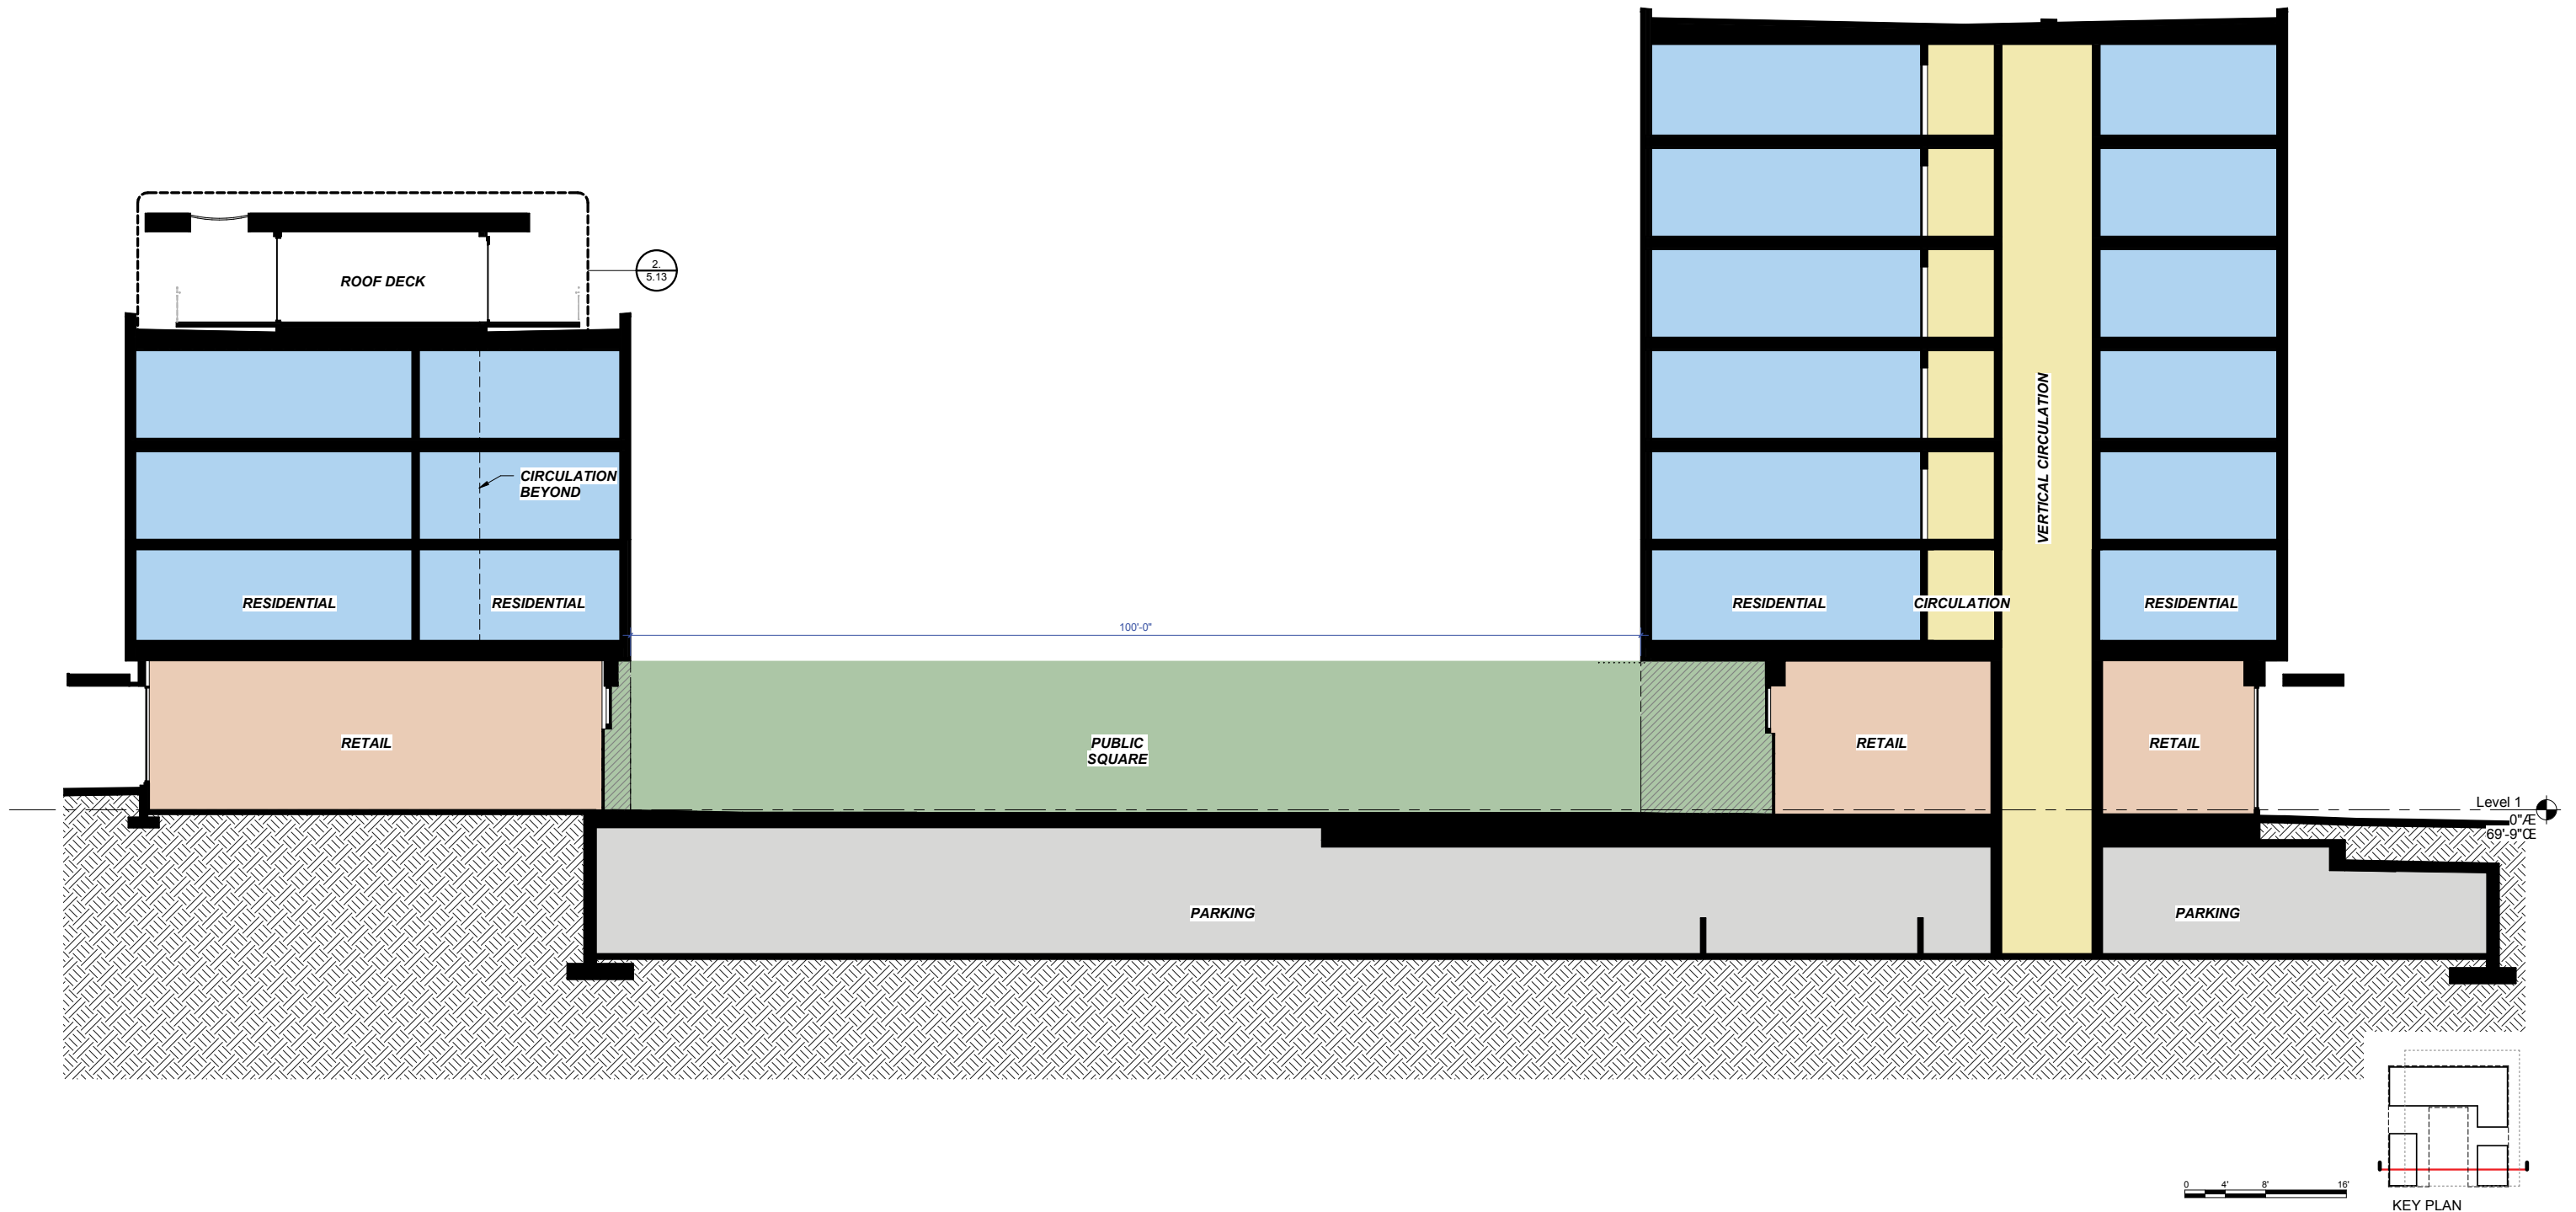 ROOF DECK
2.
5.13
CIRCULATION
BEYOND
VERTICAL CIRCULATION
RESIDENTIAL
RESIDENTIAL
RESIDENTIAL
CIRCULATION
RESIDENTIAL
100'-0"
RETAIL
PUBLIC
SQUARE
RETAIL
RETAIL
Level 1
0"Æ
69'-9"Œ
PARKING
PARKING
0 4' 8' 16'
KEY PLAN